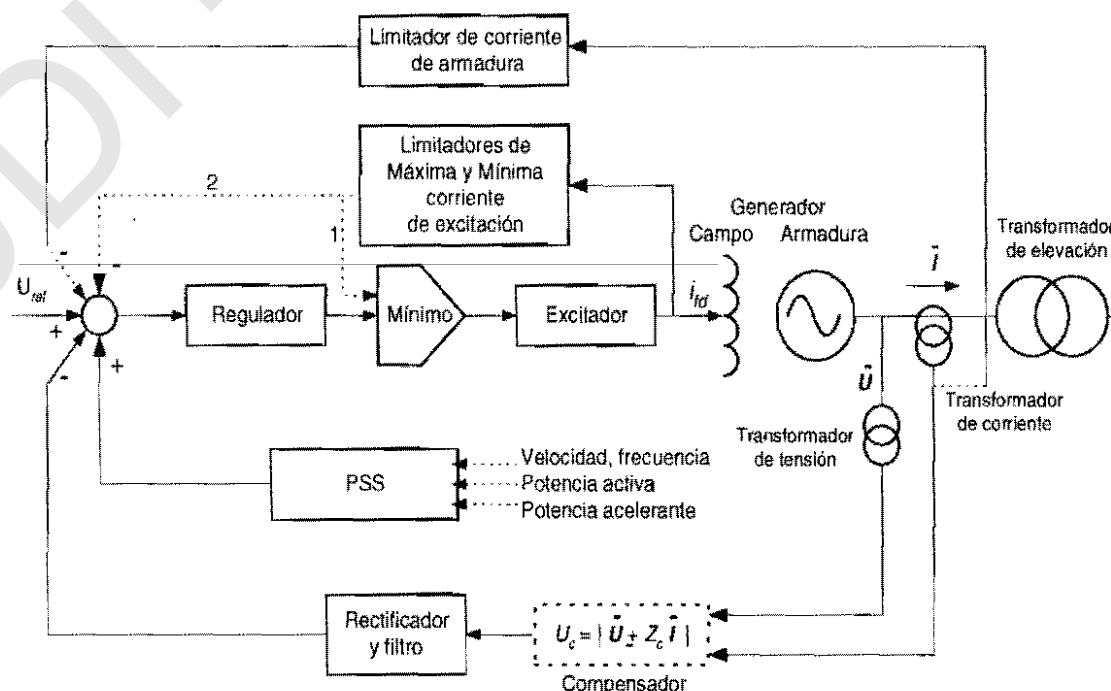 Limitador de corriente
de armadura
Limitadores de
Máxima y Mínima
corriente
de excitación
2
1
Generador
Campo Armadura
Transformador
de elevación
Ĩ
U_ref
-
-
+
-
+
Regulador
Mínimo
Excitador
i_fd
Ũ
Transformador
de corriente
Transformador
de tensión
PSS
Velocidad, frecuencia
Potencia activa
Potencia acelerante
Rectificador
y filtro
U_c = | Ũ ± Z_c Ĩ |
Compensador